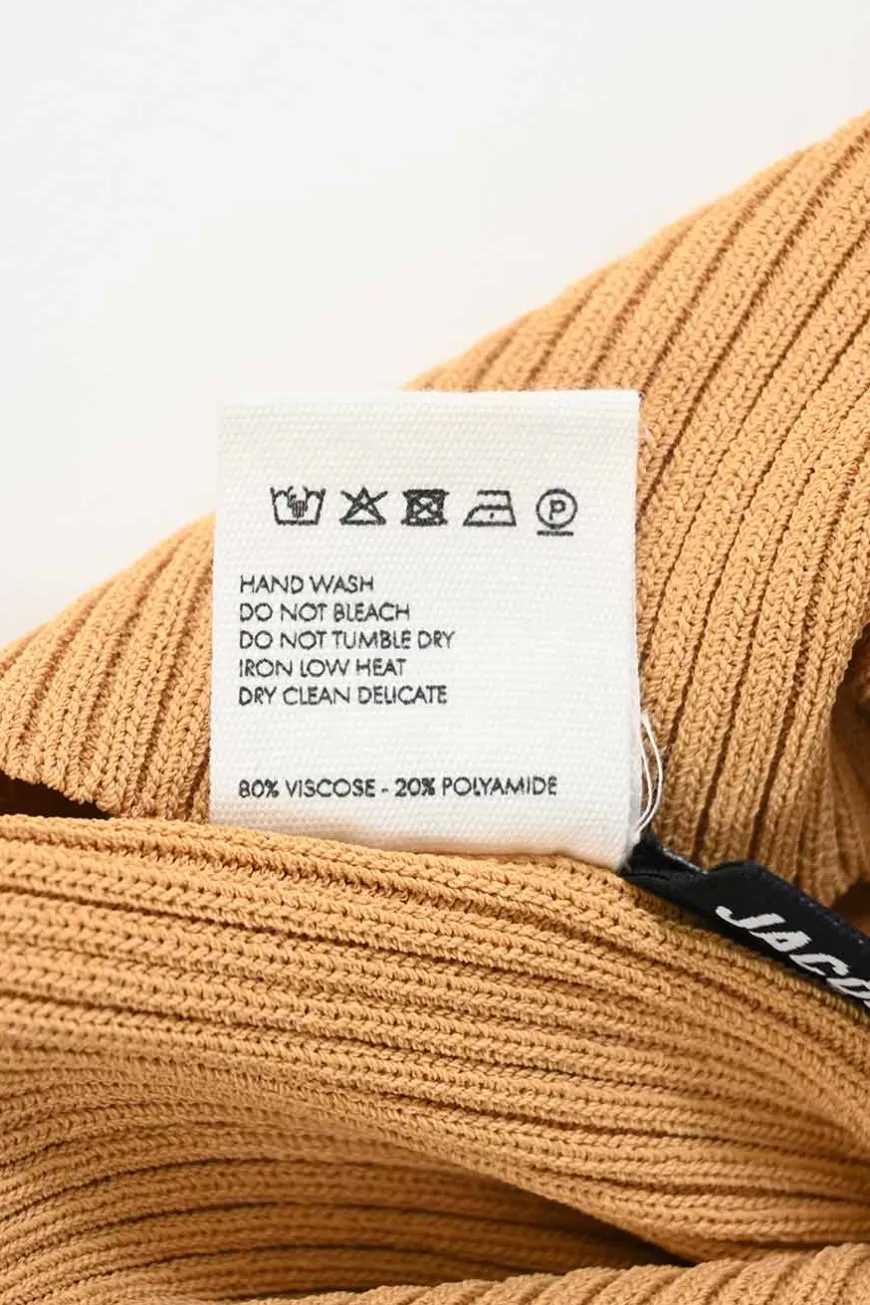 P
HAND WASH
DO NOT BLEACH
DO NOT TUMBLE DRY
IRON LOW HEAT
DRY CLEAN DELICATE
80% VISCOSE - 20% POLYAMIDE